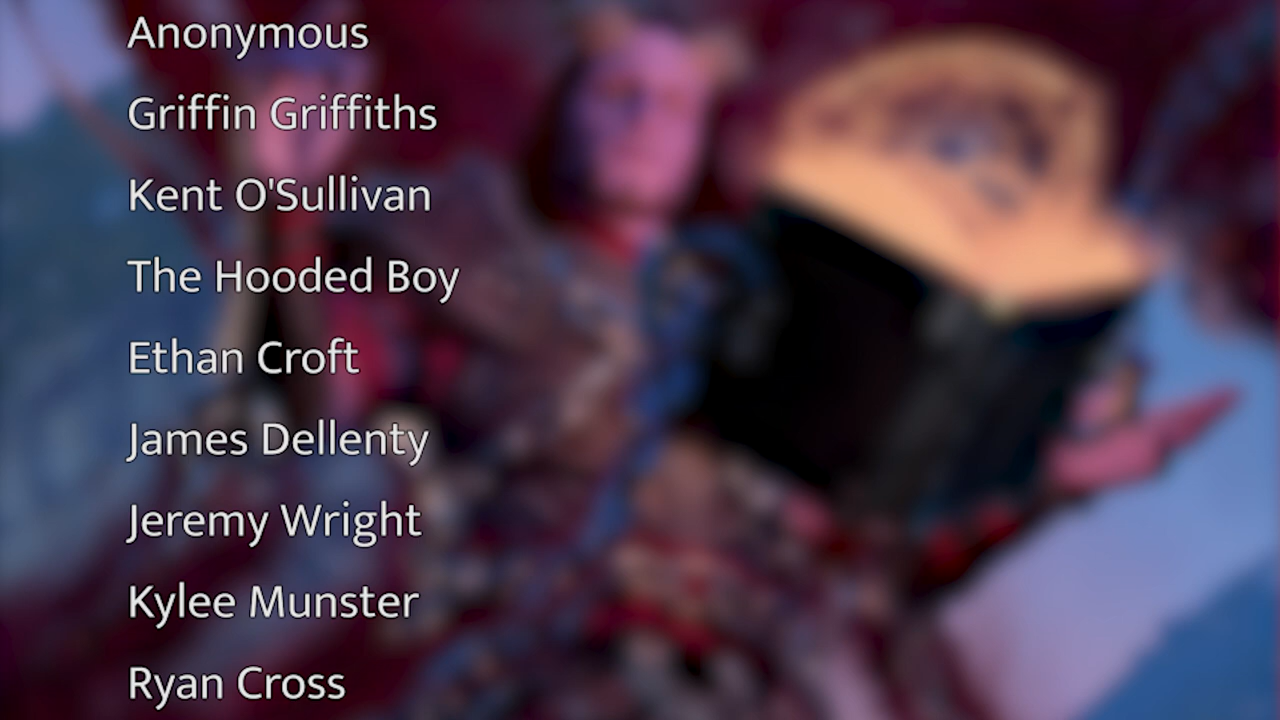 Anonymous
Griffin Griffiths
Kent O'Sullivan
The Hooded Boy
Ethan Croft
James Dellenty
Jeremy Wright
Kylee Munster
Ryan Cross